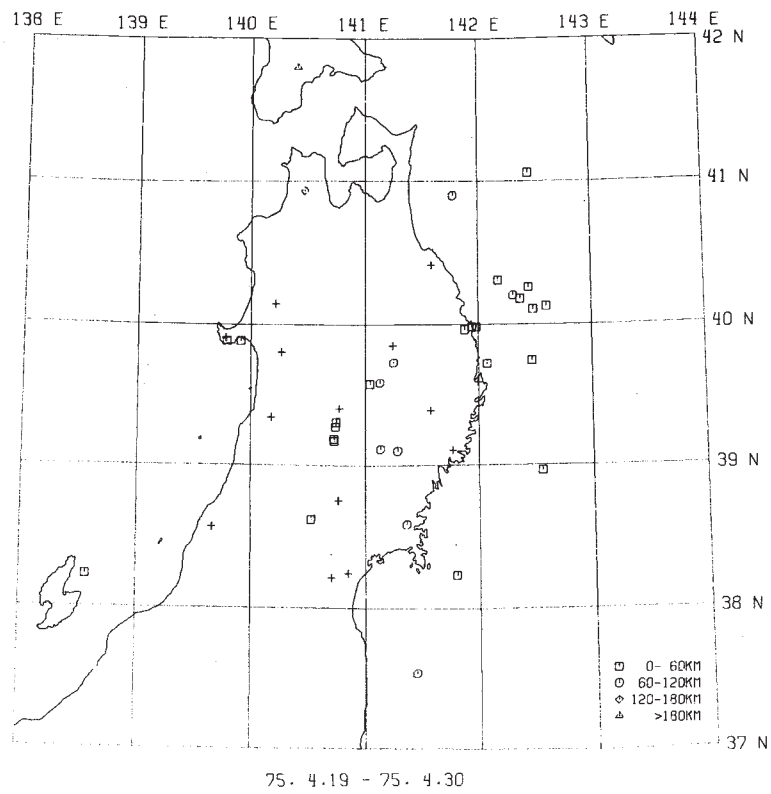 138 E 139 E 140 E 141 E 142 E 143 E 144 E
42 N
41 N
40 N
39 N
38 N
0- 60KM
60-120KM
120-180KM
>180KM
37 N
75. 4.19 - 75. 4.30